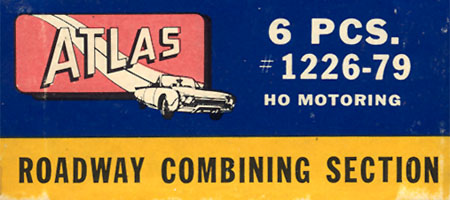 ATLAS
6 PCS.
#1226-79
HO MOTORING
ROADWAY COMBINING SECTION